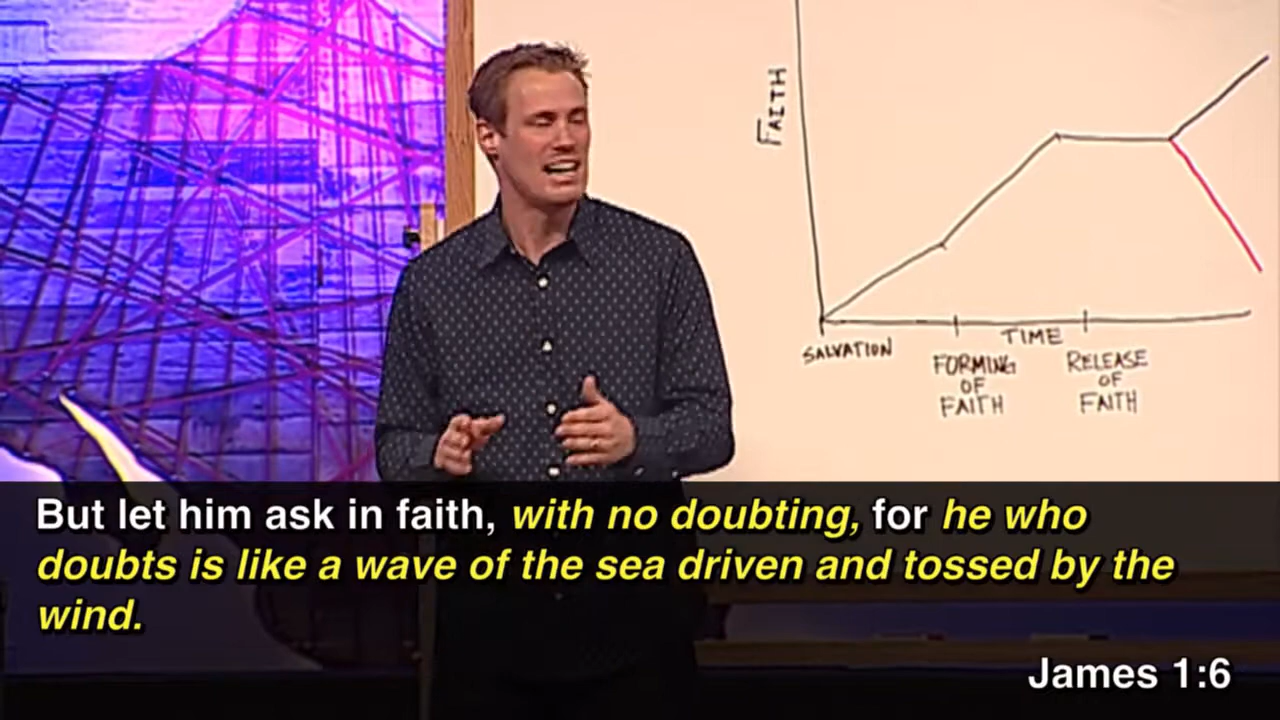 FAITH
TIME
SALVATION
FORMING
OF
FAITH
RELEASE
OF
FAITH
But let him ask in faith, with no doubting, for he who
doubts is like a wave of the sea driven and tossed by the
wind.
James 1:6